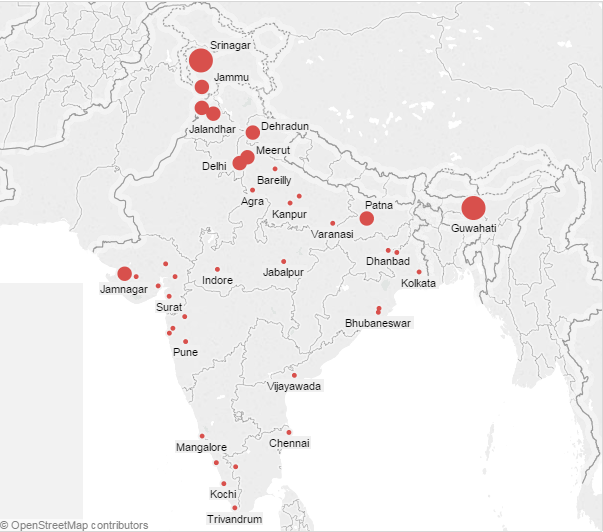 Srinagar
Jammu
Jalandhar
Dehradun
Meerut
Delhi
Bareilly
Agra
Kanpur
Patna
Varanasi
Guwahati
Dhanbad
Jabalpur
Indore
Kolkata
Jamnagar
Surat
Bhubaneswar
Pune
Vijayawada
Chennai
Mangalore
Kochi
Trivandrum
© OpenStreetMap contributors